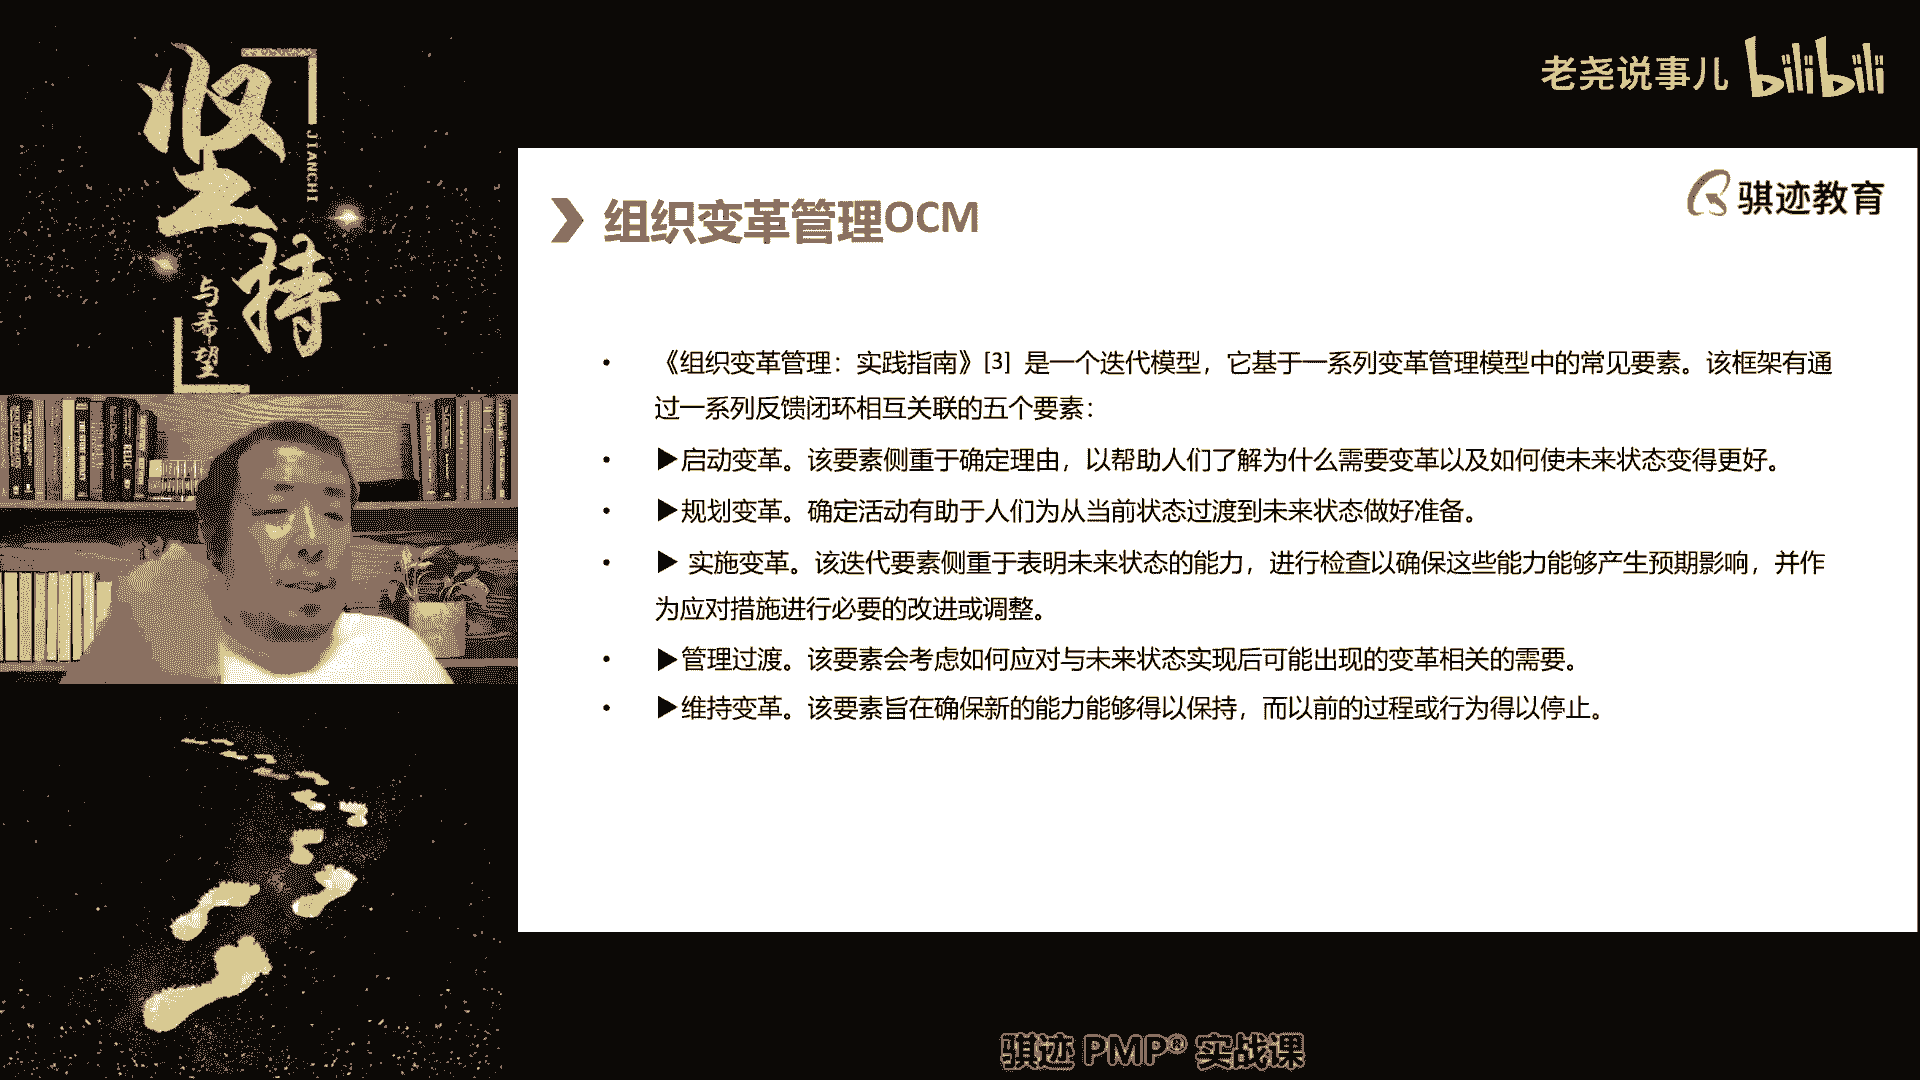 坚持
JIANCHI
与希望
老尧说事儿 bilibili
骐迹教育
组织变革管理OCM
• 《组织变革管理：实践指南》[3] 是一个迭代模型，它基于一系列变革管理模型中的常见要素。该框架有通
过一系列反馈闭环相互关联的五个要素：
• ▶启动变革。该要素侧重于确定理由，以帮助人们了解为什么需要变革以及如何使未来状态变得更好。
• ▶规划变革。确定活动有助于人们为从当前状态过渡到未来状态做好准备。
• ▶ 实施变革。该迭代要素侧重于表明未来状态的能力，进行检查以确保这些能力能够产生预期影响，并作
为应对措施进行必要的改进或调整。
• ▶管理过渡。该要素会考虑如何应对与未来状态实现后可能出现的变革相关的需要。
• ▶维持变革。该要素旨在确保新的能力能够得以保持，而以前的过程或行为得以停止。
骐迹 PMP® 实战课